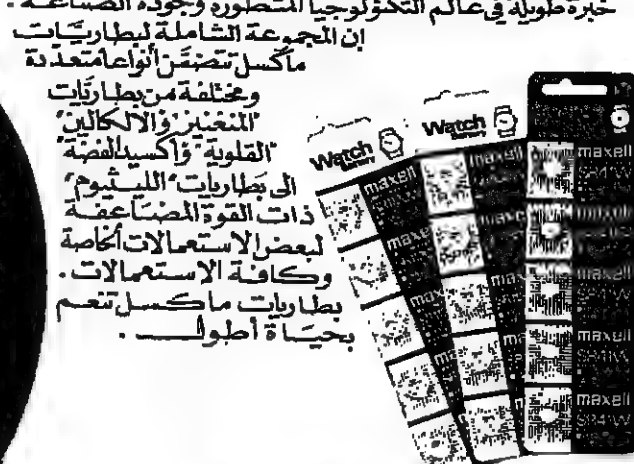 خبرة طويلة في عالم التكنولوجيا المتطورة وجودة الصناعة .
إن المجموعة الشاملة لبطاريات
ماكسل تتضمن أنواعا متعددة
ومختلفة من بطاريات
"المنغنيز" و"الالكالين"
"القلوية" وإكسيد الفضة"
الى بطاريات "الليثيوم"
ذات القوة المضاعفة
لبعض الاستعمالات الخاصة
وكافة الاستعمالات .
بطاريات ماكسل تنعم
بحياة أطول .
Watch
Watch
maxell
maxell
maxell
SR41W
maxell
SR41W
maxell
SR41W